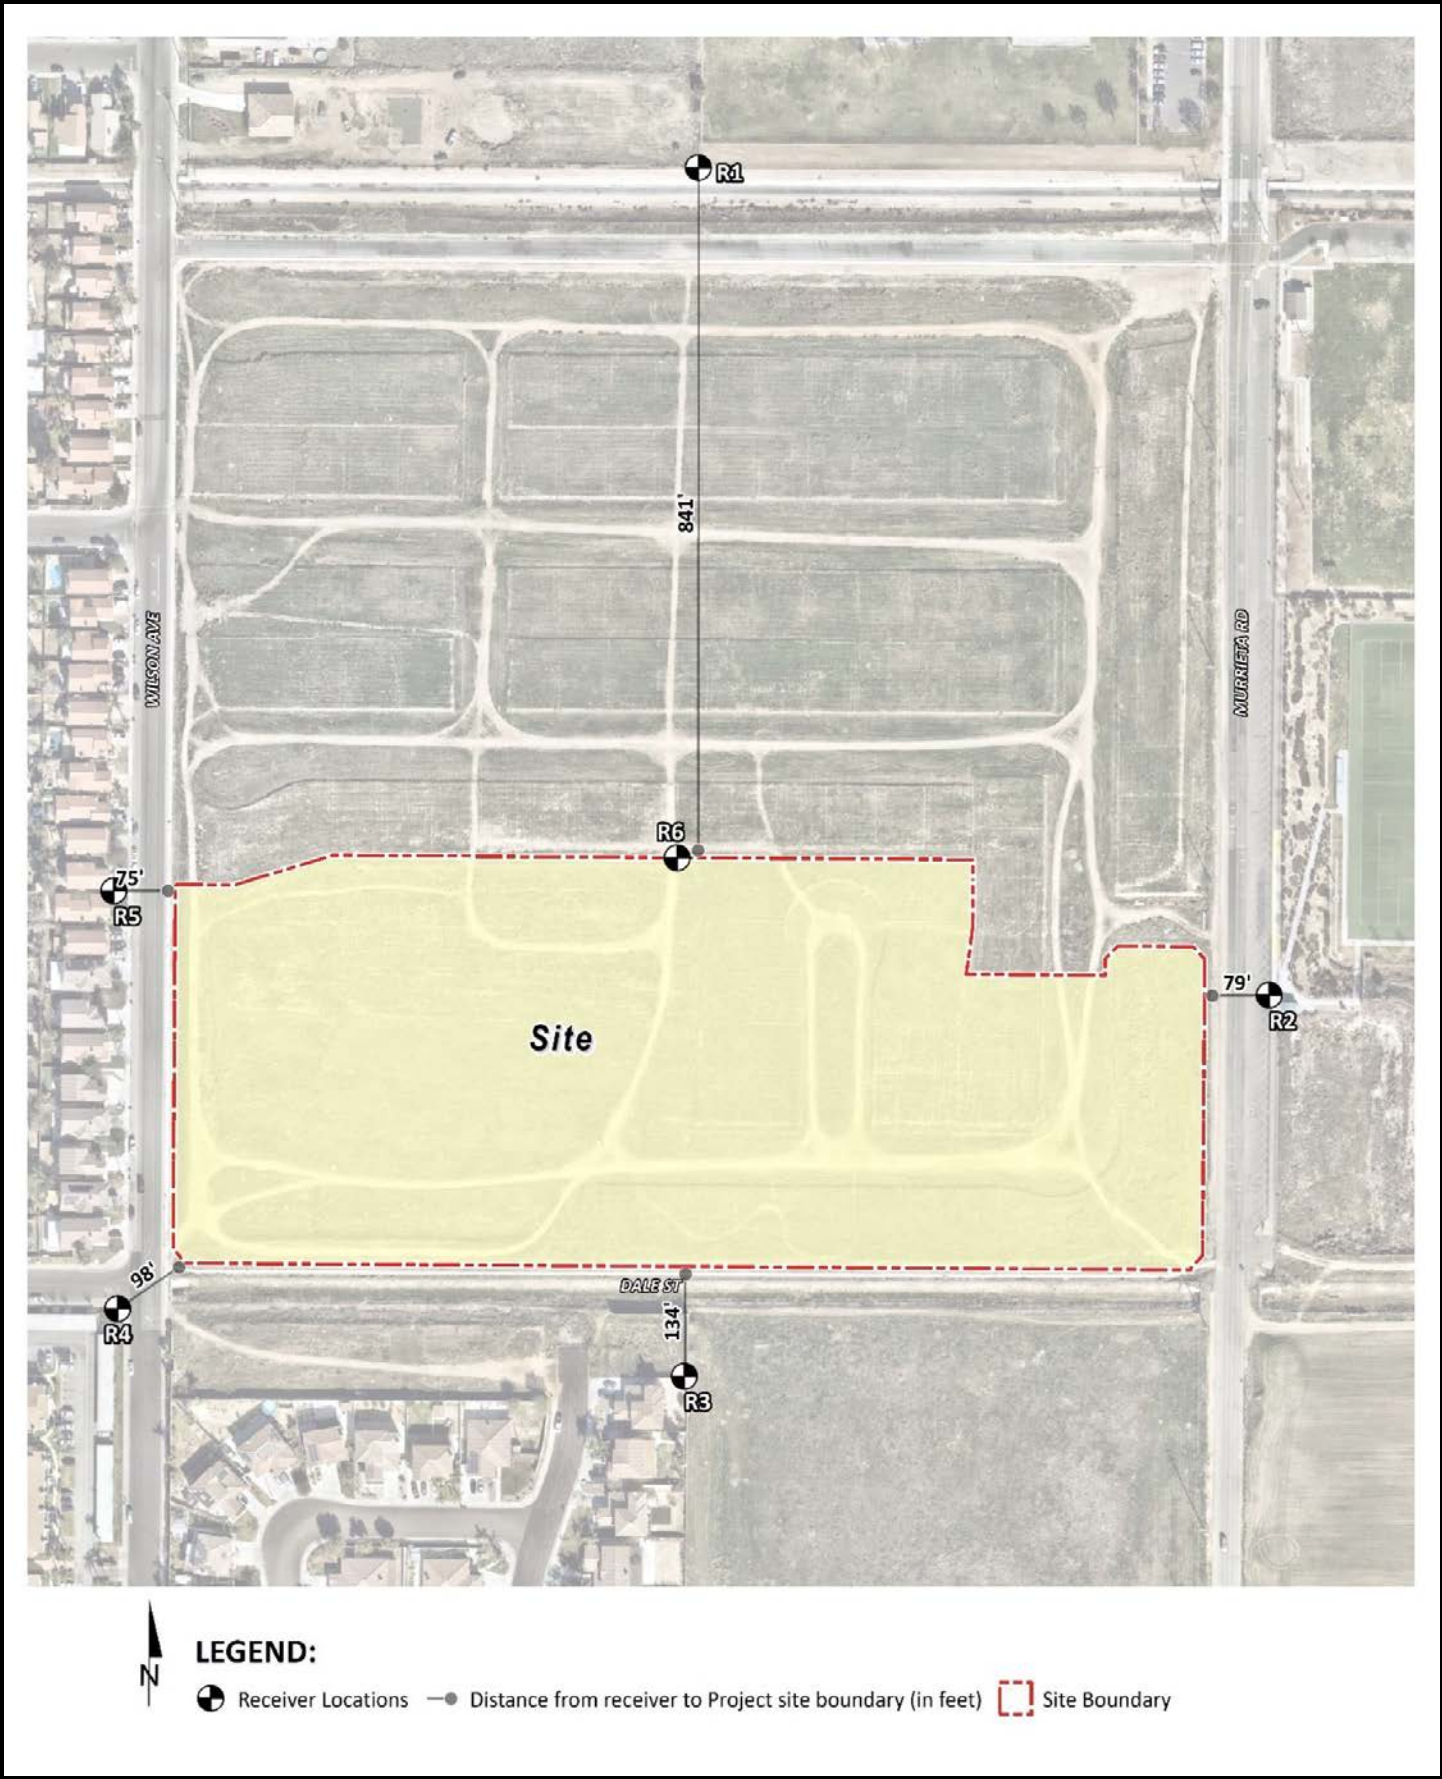 R1
841'
WILSON AVE
MURRIETA RD
R6
75'
R5
79'
R2
Site
98'
DALE ST
R4
134'
R3
N
LEGEND:
Receiver Locations
Distance from receiver to Project site boundary (in feet)
Site Boundary